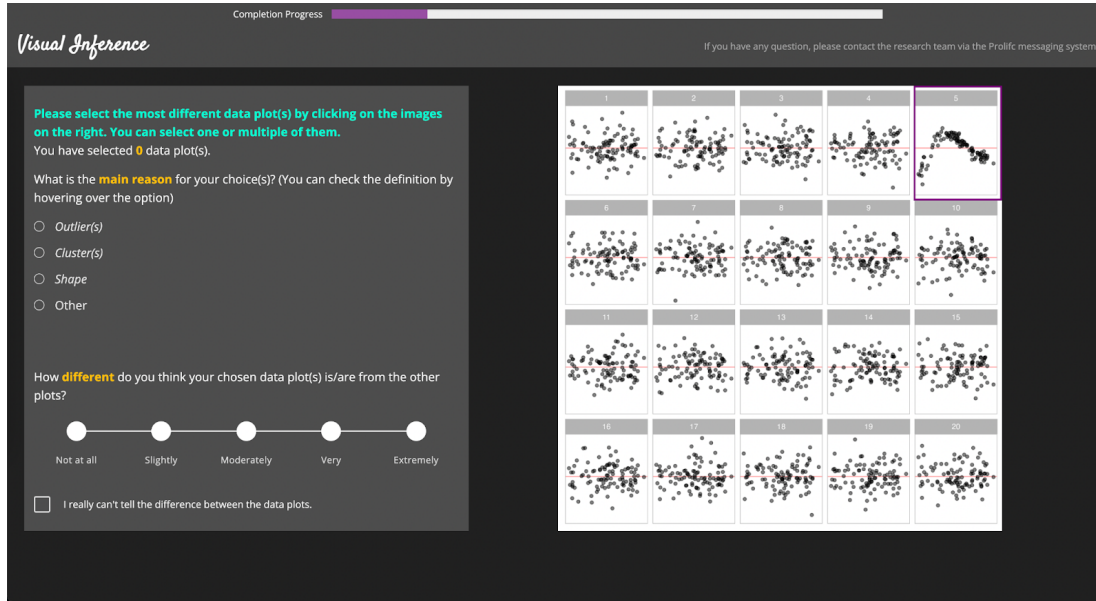 Completion Progress
Visual Inference
If you have any question, please contact the research team via the Prolifc messaging system
Please select the most different data plot(s) by clicking on the images
on the right. You can select one or multiple of them.
You have selected 0 data plot(s).
What is the main reason for your choice(s)? (You can check the definition by
hovering over the option)
Outlier(s)
Cluster(s)
Shape
Other
How different do you think your chosen data plot(s) is/are from the other
plots?
Not at all Slightly Moderately Very Extremely
I really can't tell the difference between the data plots.
1 2 3 4 5
6 7 8 9 10
11 12 13 14 15
16 17 18 19 20